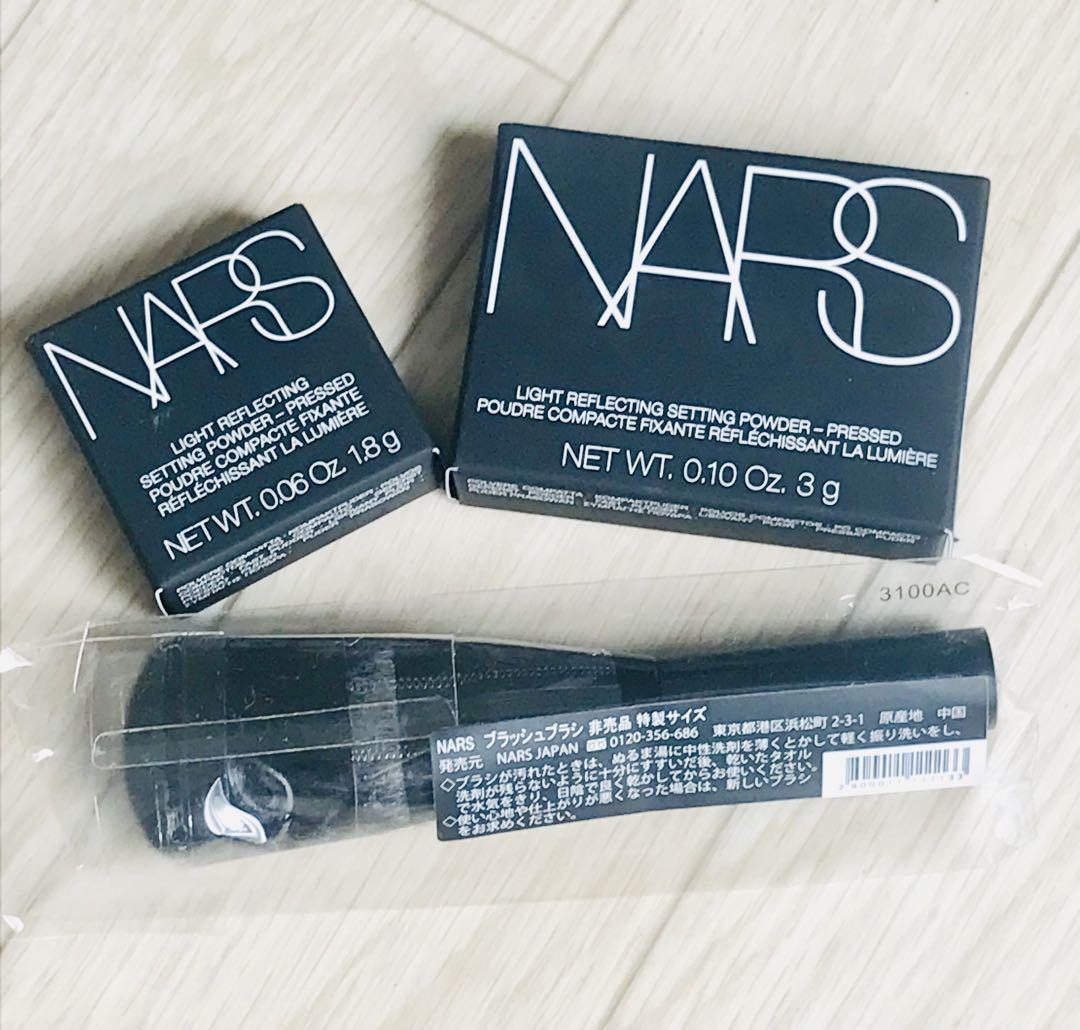 NARS
LIGHT REFLECTING
SETTING POWDER – PRESSED
POUDRE COMPACTE FIXANTE
RÉFLÉCHISSANT LA LUMIÈRE
NET WT. 0.06 Oz. 1.8 g
NARS
LIGHT REFLECTING SETTING POWDER – PRESSED
POUDRE COMPACTE FIXANTE RÉFLÉCHISSANT LA LUMIÈRE
NET WT. 0.10 Oz. 3 g
3100AC
NARS ブラッシュブラシ 非売品 特製サイズ
発売元 NARS JAPAN 0120-356-686 東京都港区浜松町 2-3-1 原産地 中国
◇ブラシが汚れたときは、ぬるま湯に中性洗剤を薄くとかして軽く振り洗いをし、
洗剤が残らないように十分にすすいだ後、乾いたタオル
で水気をきり、日陰で良く乾かしてからお使いください。
◇使い心地や仕上がりが悪くなった場合は、新しいブラシ
をお求めください。